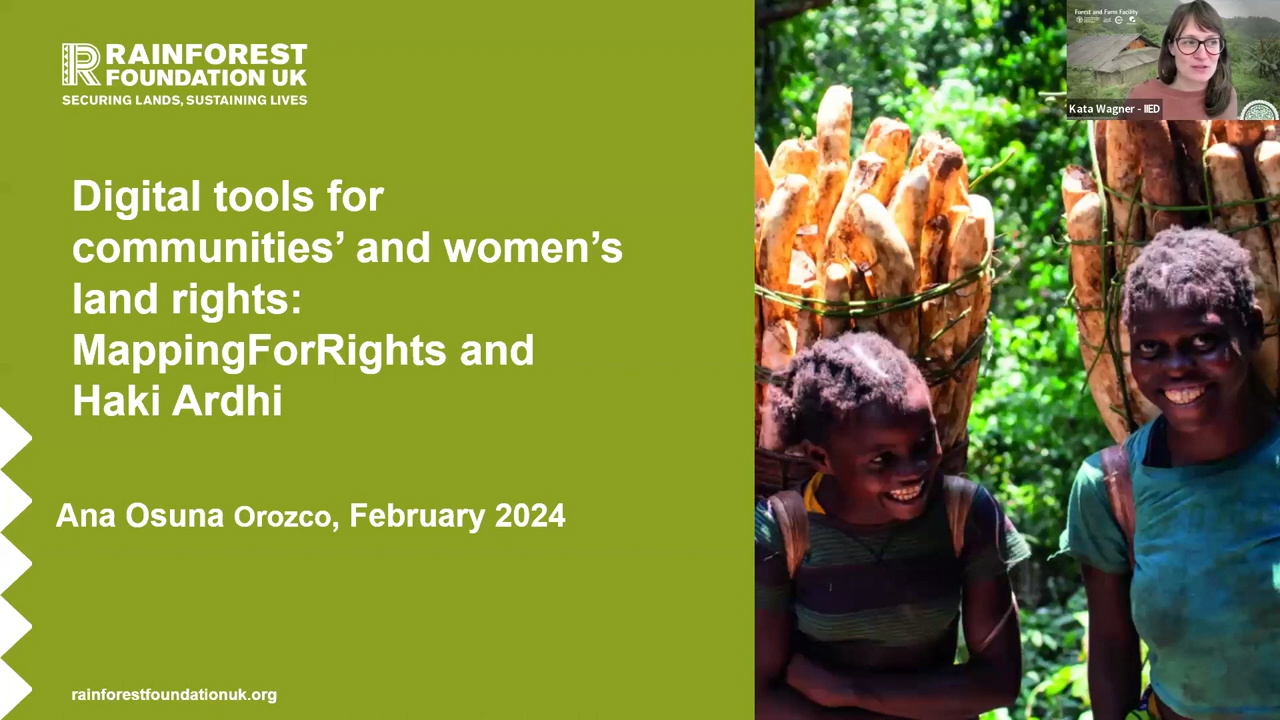 RAINFOREST
FOUNDATION UK
SECURING LANDS, SUSTAINING LIVES
Digital tools for
communities’ and women’s
land rights:
MappingForRights and
Haki Ardhi
Ana Osuna Orozco, February 2024
rainforestfoundationuk.org
Forest and Farm Facility
Kata Wagner - IIED